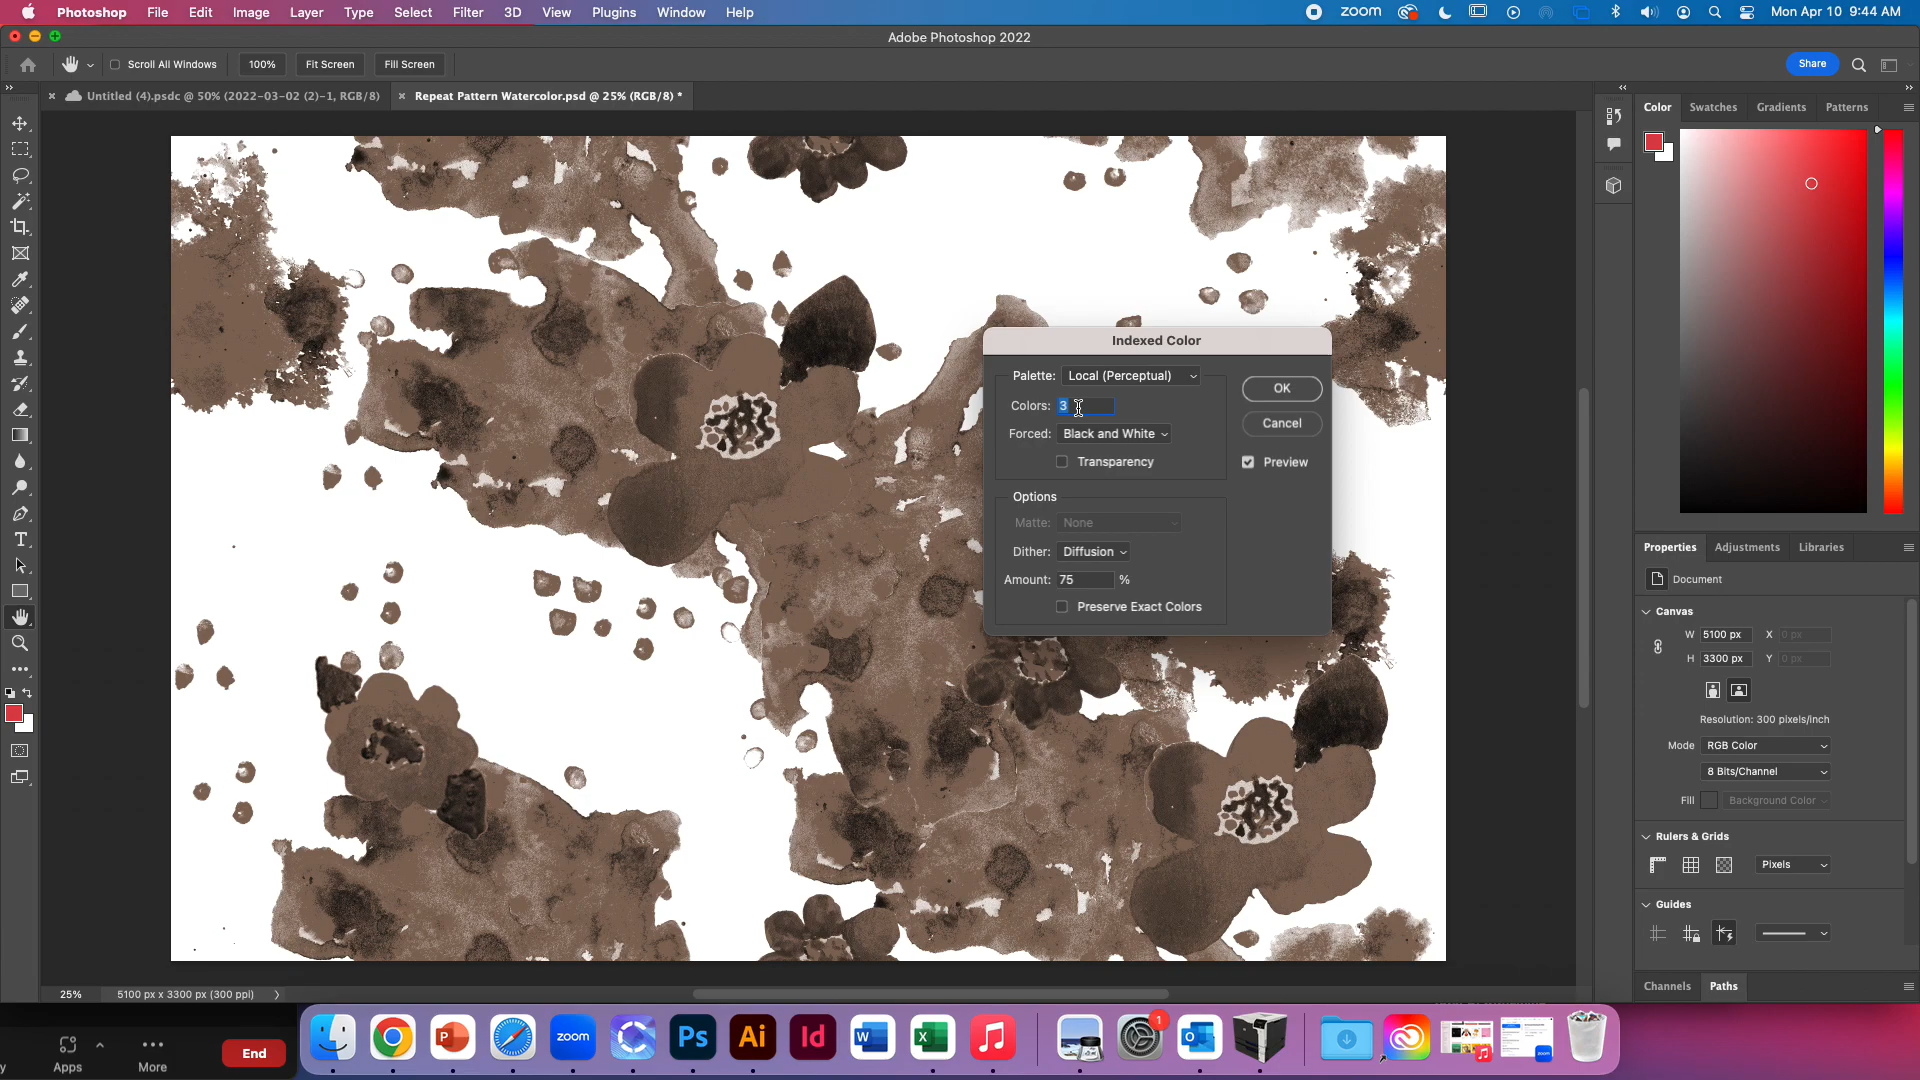 Photoshop File Edit Image Layer Type Select Filter 3D View Plugins Window Help zoom Mon Apr 10 9:44 AM
Adobe Photoshop 2022
Scroll All Windows 100% Fit Screen Fill Screen Share
Untitled (4).psdc @ 50% (2022-03-02 (2)-1, RGB/8) Repeat Pattern Watercolor.psd @ 25% (RGB/8) *
Color Swatches Gradients Patterns
Indexed Color
Palette: Local (Perceptual)
OK
Colors: 3
Cancel
Forced: Black and White
Transparency
Preview
Options
Matte: None
Dither: Diffusion
Amount: 75 %
Preserve Exact Colors
Properties Adjustments Libraries
Document
Canvas
W 5100 px X 0 px
H 3300 px Y 0 px
Resolution: 300 pixels/inch
Mode RGB Color
8 Bits/Channel
Fill Background Color
Rulers & Grids
Pixels
Guides
Channels Paths
25% 5100 px x 3300 px (300 ppi)
Apps More End
zoom Ps Ai Id W X 1